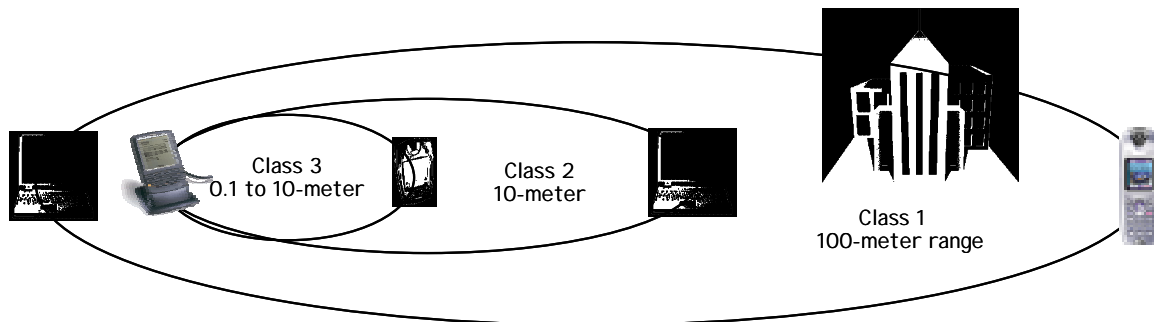 Class 3
0.1 to 10-meter
Class 2
10-meter
Class 1
100-meter range